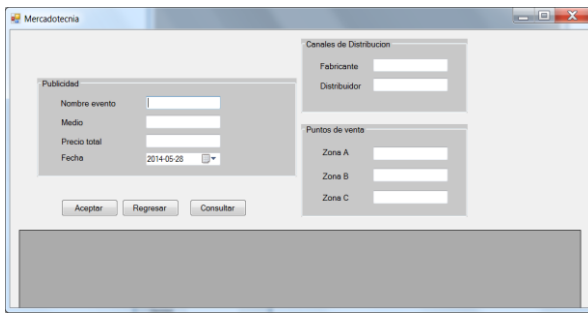 Mercadotecnia
Publicidad
Nombre evento
Medio
Precio total
Fecha 2014-05-28
Aceptar Regresar Consultar
Canales de Distribucion
Fabricante
Distribuidor
Puntos de venta
Zona A
Zona B
Zona C